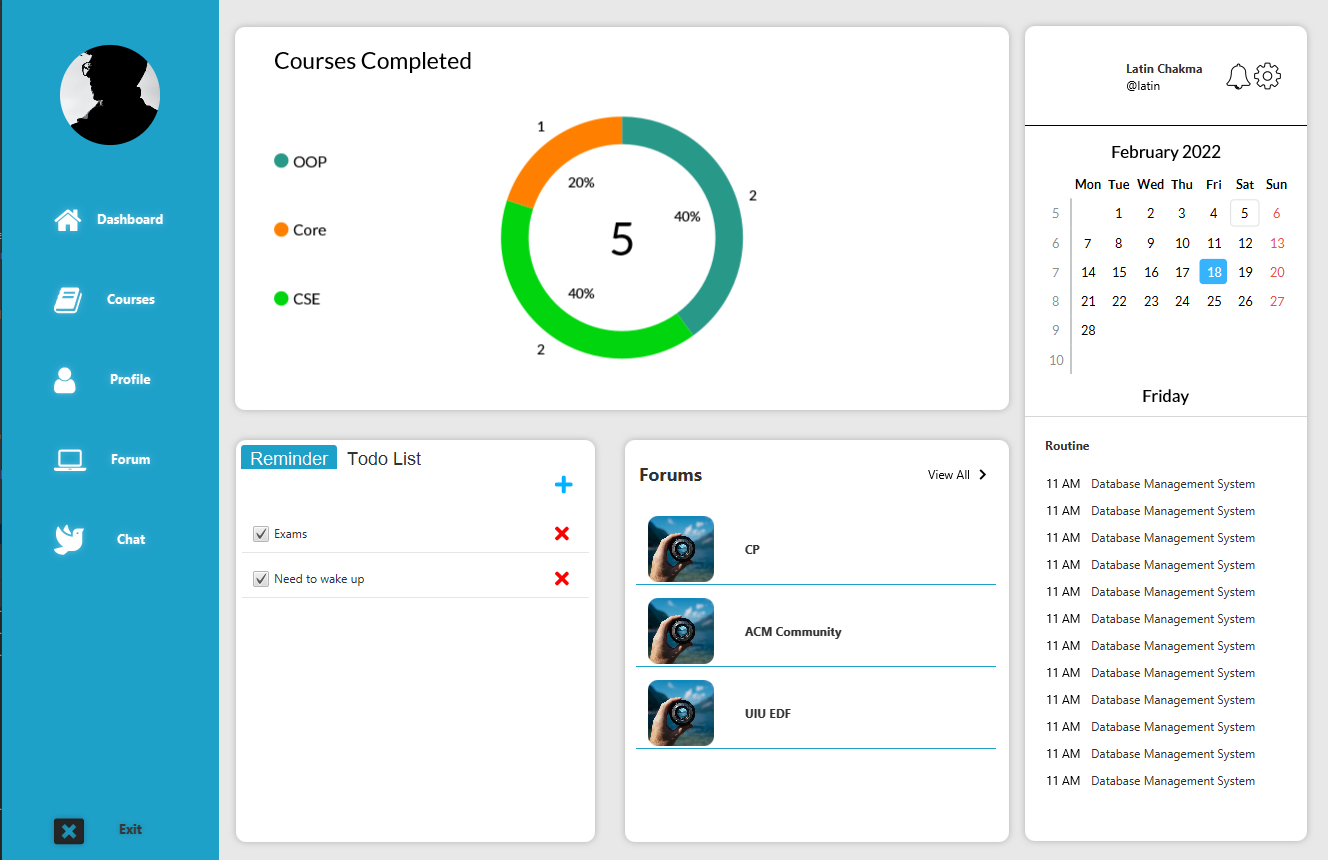 Dashboard
Courses
Profile
Forum
Chat
Exit
Courses Completed
OOP
Core
CSE
1
20%
2
40%
5
40%
2
Reminder Todo List
Exams
Need to wake up
Forums View All
CP
ACM Community
UIU EDF
Latin Chakma
@latin
February 2022
Mon Tue Wed Thu Fri Sat Sun
5 1 2 3 4 5 6
6 7 8 9 10 11 12 13
7 14 15 16 17 18 19 20
8 21 22 23 24 25 26 27
9 28
10
Friday
Routine
11 AM Database Management System
11 AM Database Management System
11 AM Database Management System
11 AM Database Management System
11 AM Database Management System
11 AM Database Management System
11 AM Database Management System
11 AM Database Management System
11 AM Database Management System
11 AM Database Management System
11 AM Database Management System
11 AM Database Management System